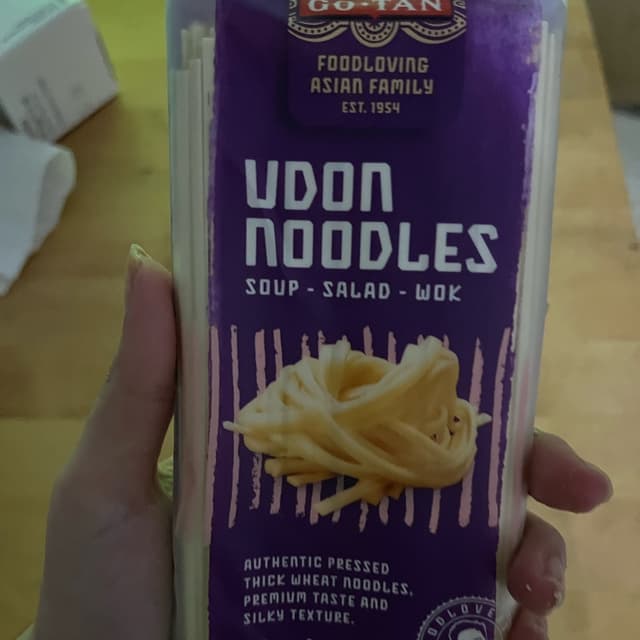 GO-TAN
FOODLOVING
ASIAN FAMILY
EST. 1954
UDON
NOODLES
SOUP - SALAD - WOK
AUTHENTIC PRESSED
THICK WHEAT NOODLES.
PREMIUM TASTE AND
SILKY TEXTURE.